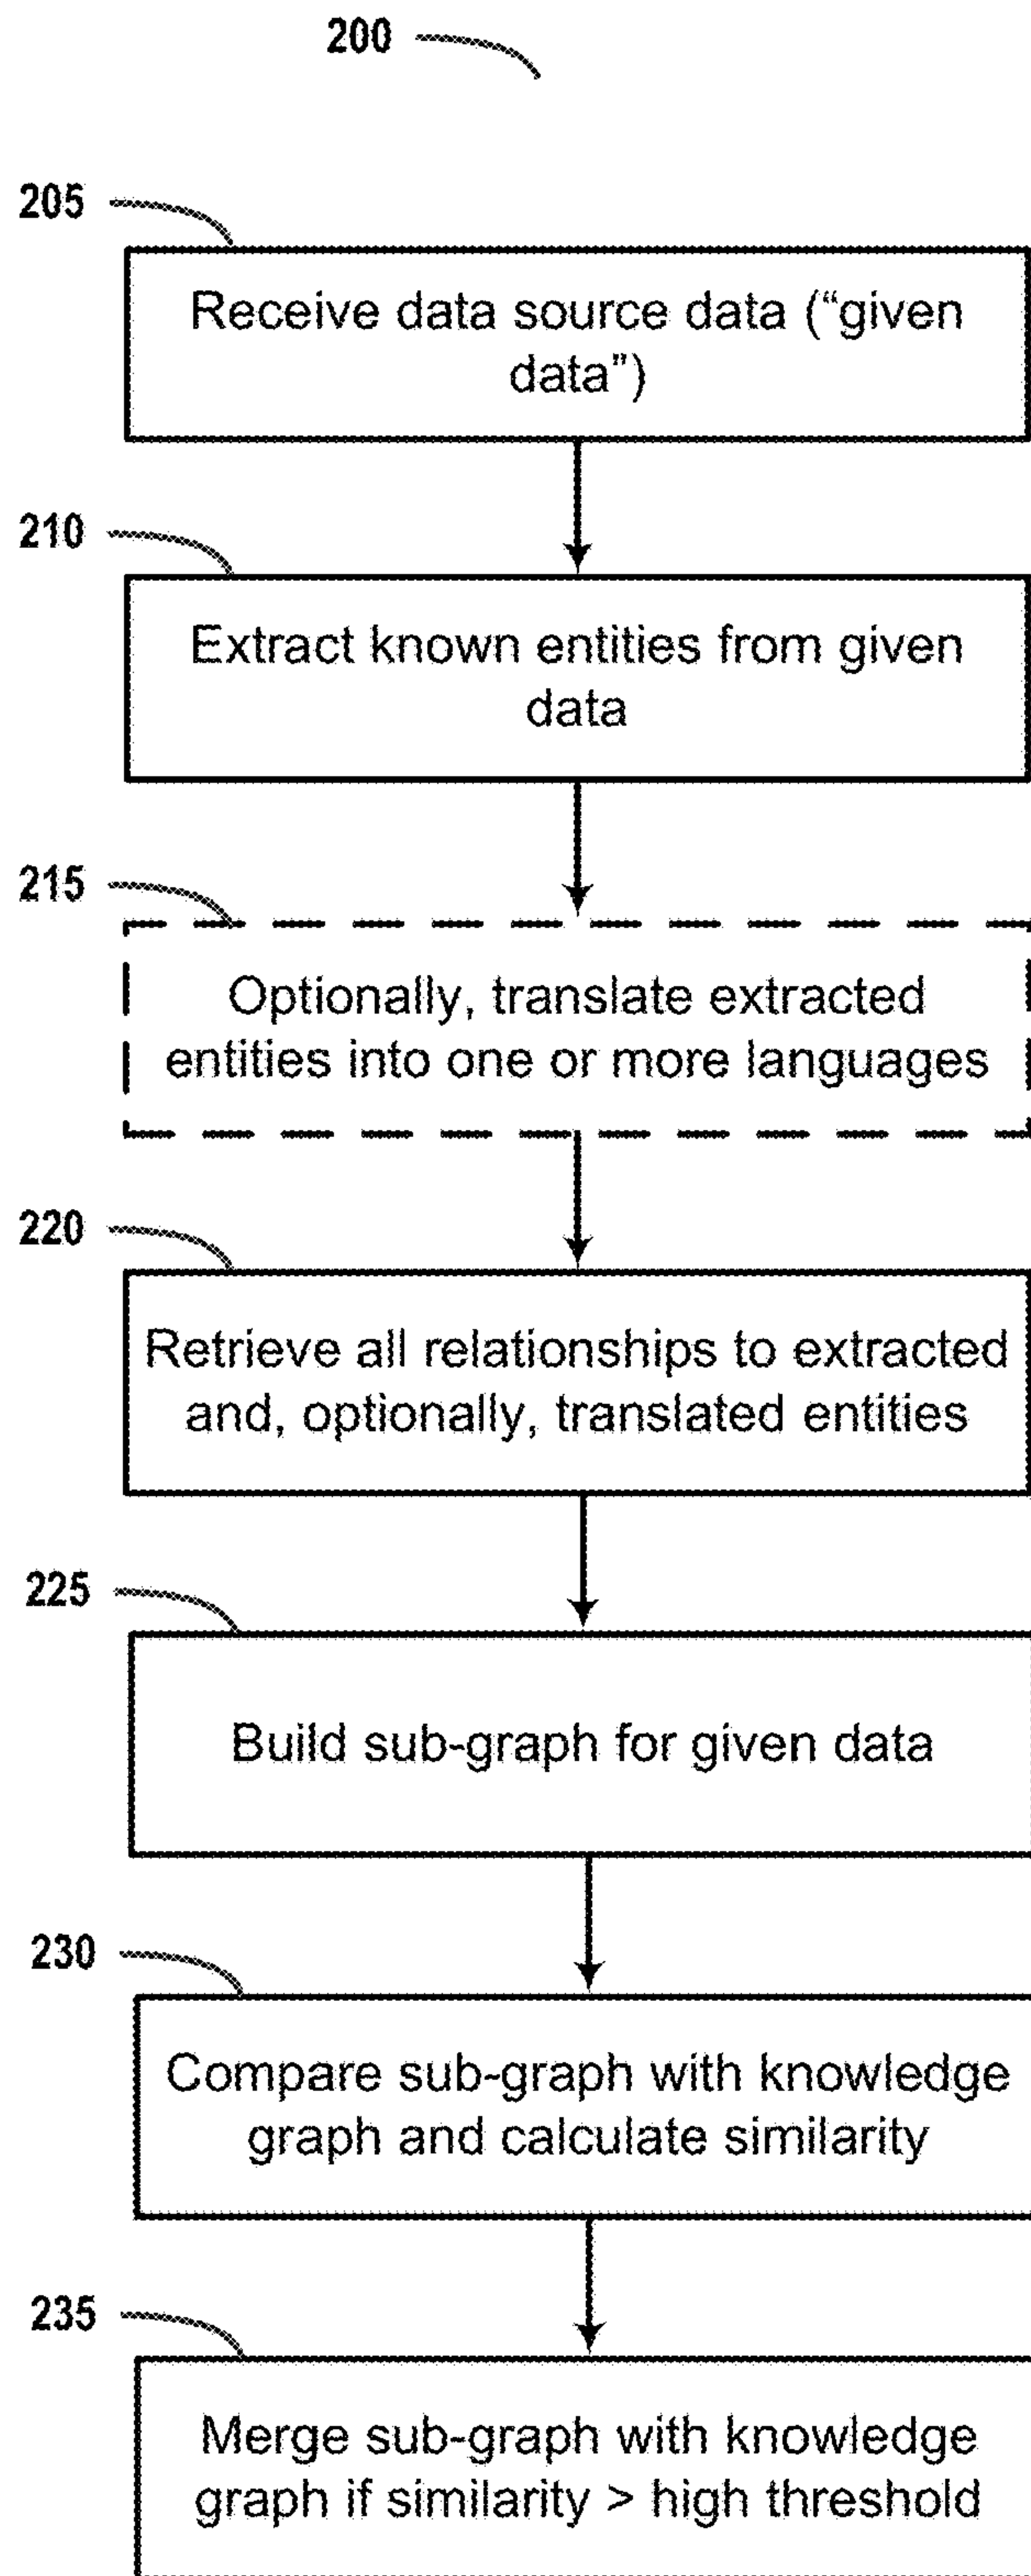 200
205
Receive data source data (“given
data”)
210
Extract known entities from given
data
215
Optionally, translate extracted
entities into one or more languages
220
Retrieve all relationships to extracted
and, optionally, translated entities
225
Build sub-graph for given data
230
Compare sub-graph with knowledge
graph and calculate similarity
235
Merge sub-graph with knowledge
graph if similarity > high threshold